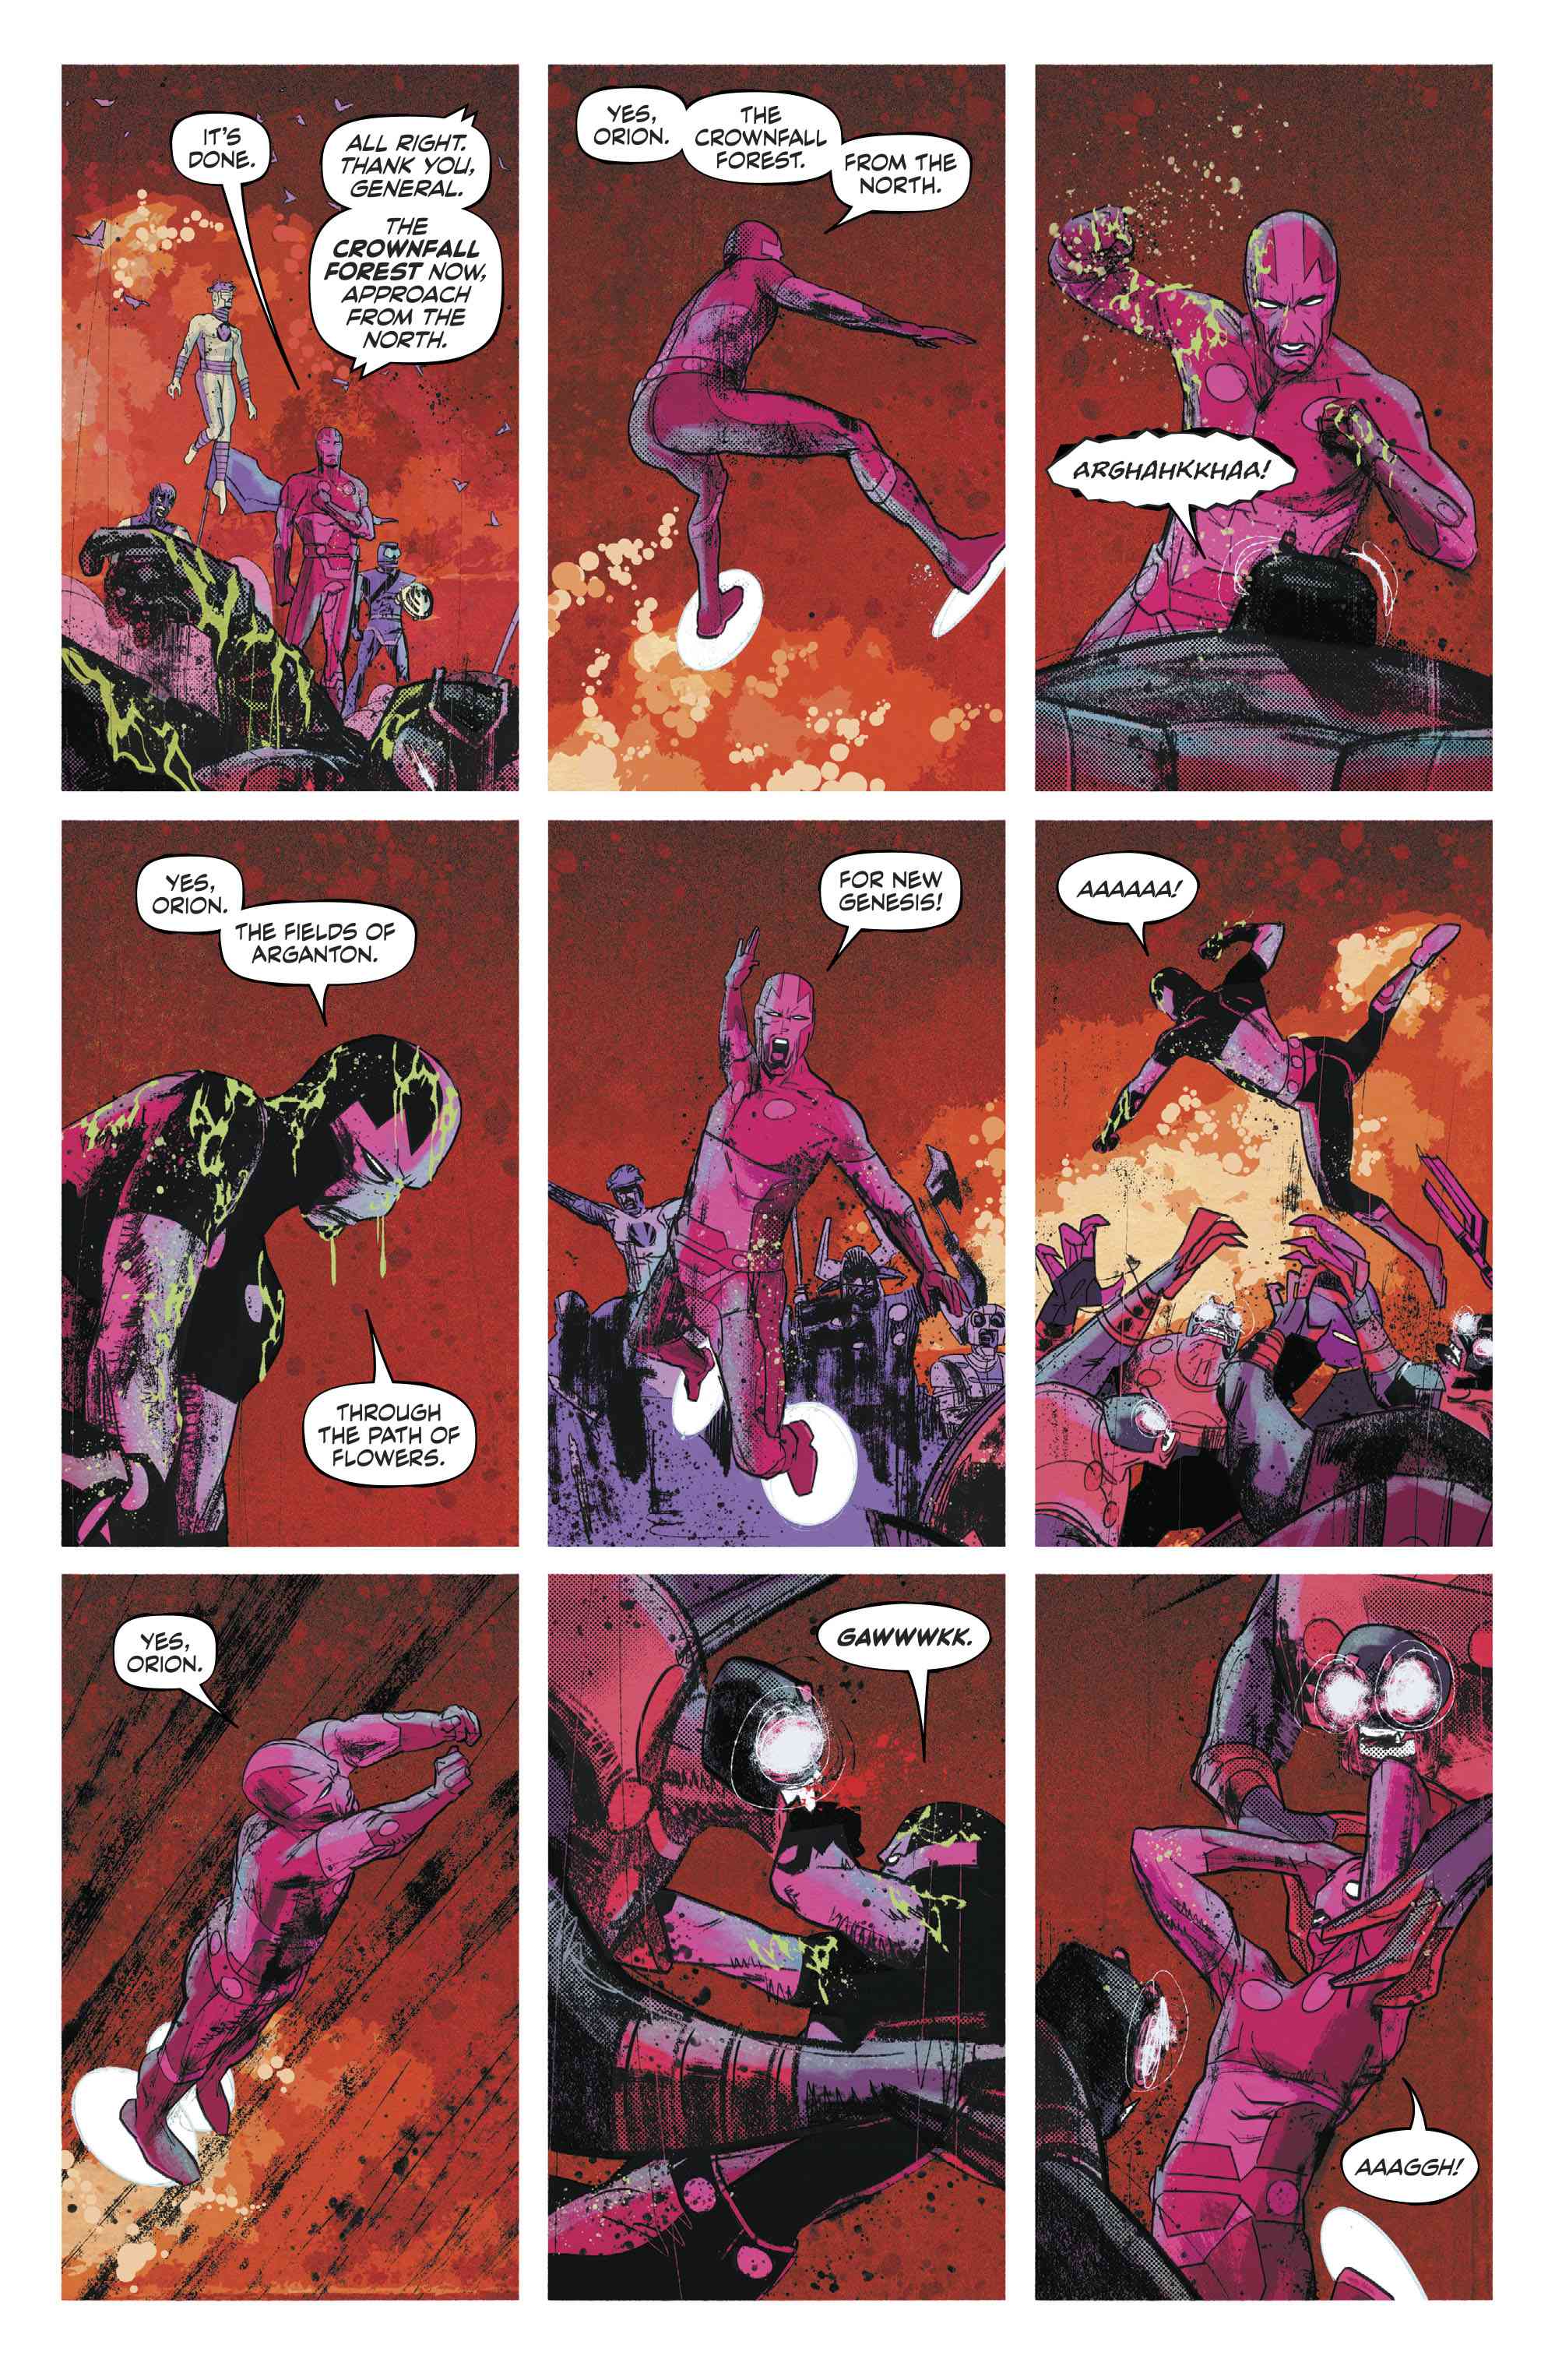 IT'S
DONE.
ALL RIGHT.
THANK YOU,
GENERAL.
THE
CROWNFALL
FOREST NOW,
APPROACH
FROM THE
NORTH.
YES,
ORION.
THE
CROWNFALL
FOREST.
FROM THE
NORTH.
ARGHAHKKHAA!
YES,
ORION.
THE FIELDS OF
ARGANTON.
THROUGH
THE PATH OF
FLOWERS.
FOR NEW
GENESIS!
AAAAAA!
YES,
ORION.
GAWWWKK.
AAAGGH!